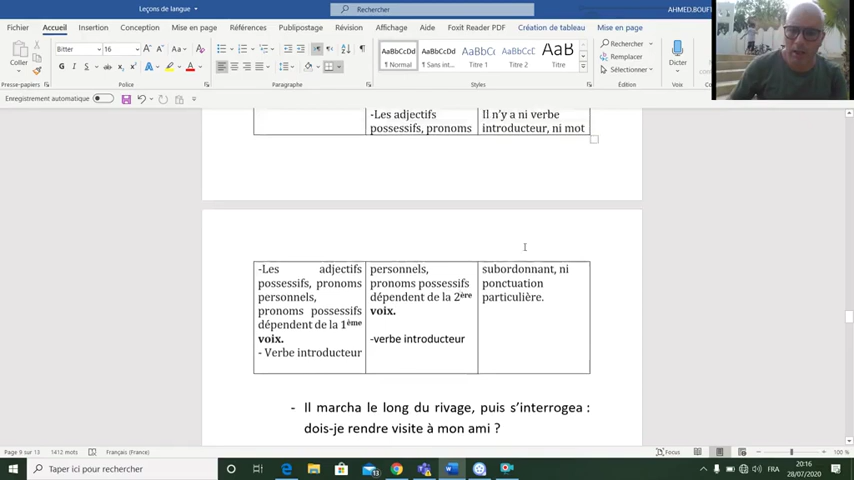 Leçons de langue
Rechercher
AHMED.BOUFT
Fichier Accueil Insertion Conception Mise en page Références Publipostage Révision Affichage Foxit Reader PDF Création de tableau Mise en page
Coller
Bitter 16
AaBbCcDd AaBbCcDd AaBbC AaBbCcD AaB
¶ Normal ¶ Sans int... Titre 1 Titre 2 Titre
Rechercher
Remplacer
Sélectionner
Dicter
Presse-papiers Police Paragraphe Styles Édition Voix
Enregistrement automatique
-Les adjectifs
possessifs, pronoms
Il n’y a ni verbe
introducteur, ni mot
-Les adjectifs
possessifs, pronoms
personnels,
pronoms possessifs
dépendent de la 1ème
voix.
- Verbe introducteur
personnels,
pronoms possessifs
dépendent de la 2ère
voix.
-verbe introducteur
subordonnant, ni
ponctuation
particulière.
- Il marcha le long du rivage, puis s’interrogea :
dois-je rendre visite à mon ami ?
Page 9 sur 13 1412 mots Français (France) Focus 100 %
Taper ici pour rechercher
FRA
20:16
28/07/2020